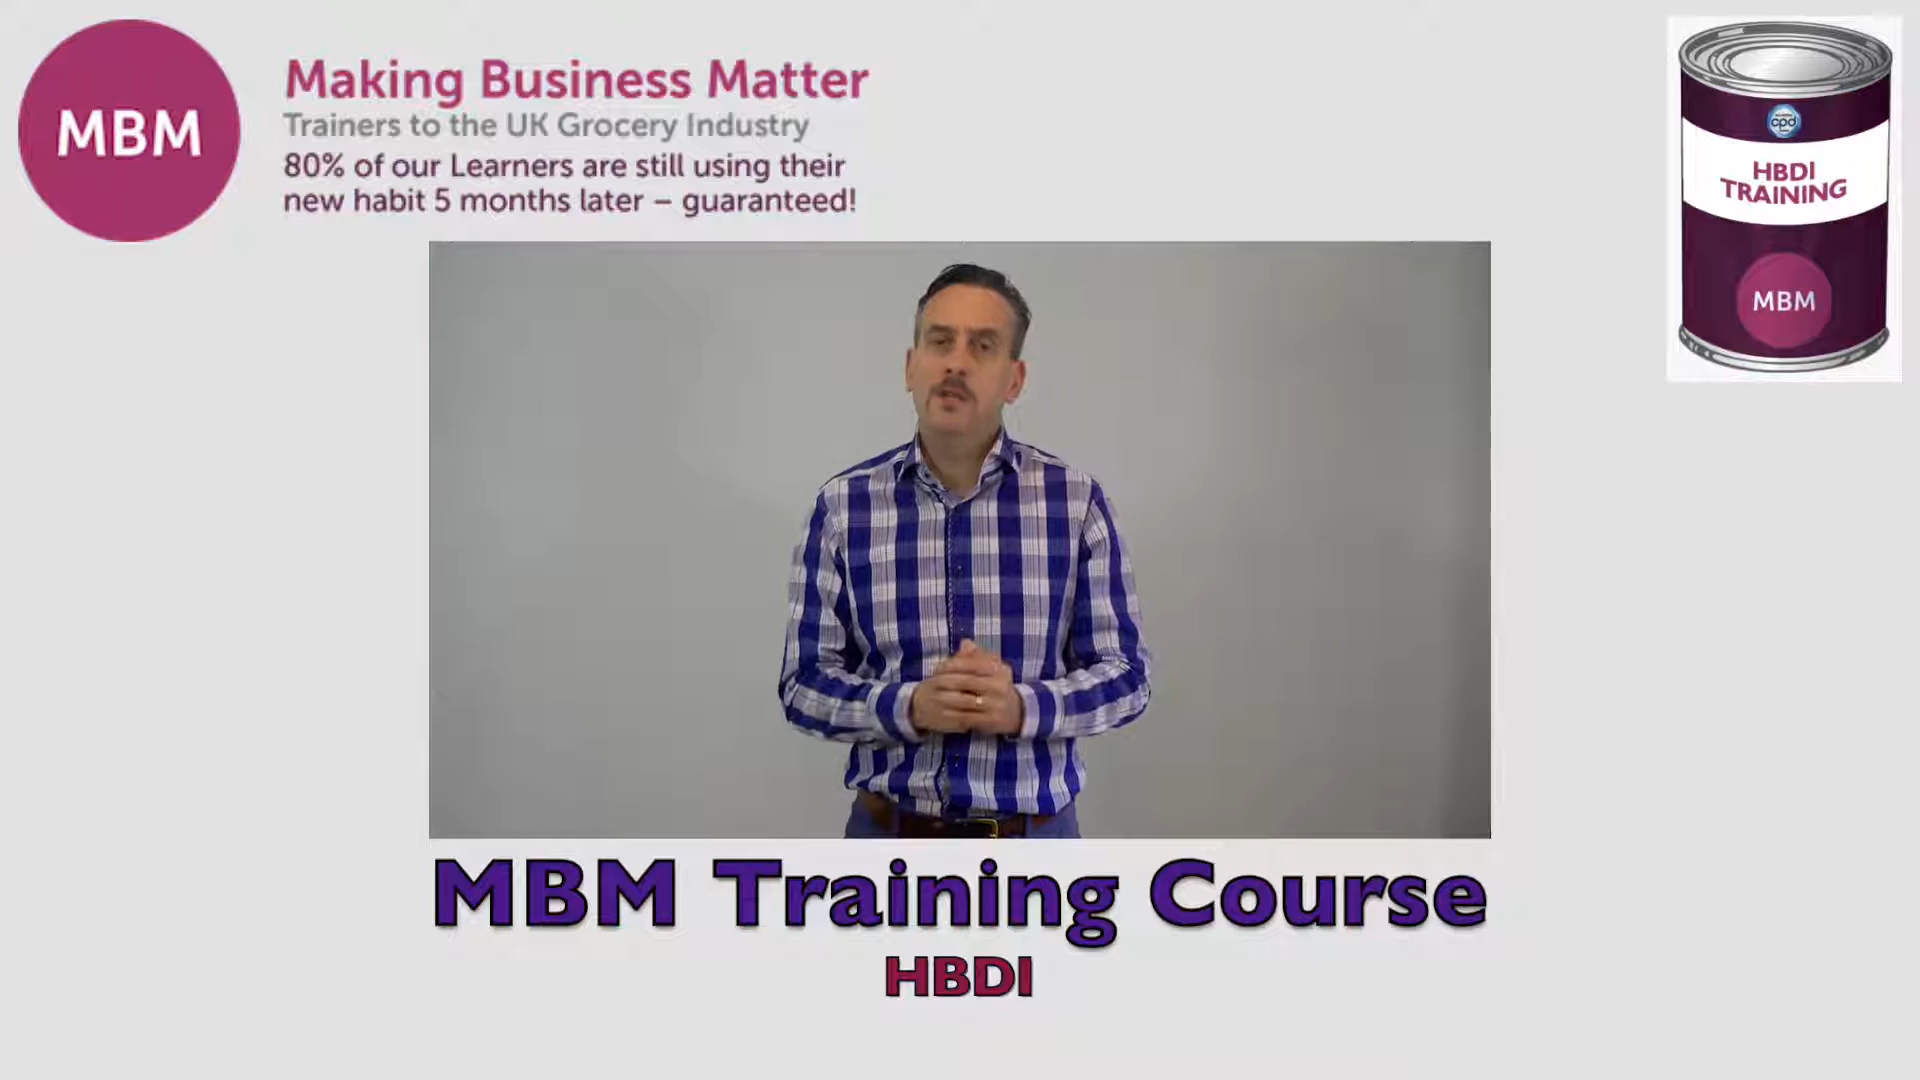 MBM
Making Business Matter
Trainers to the UK Grocery Industry
80% of our Learners are still using their
new habit 5 months later – guaranteed!
cpd
HBDI
TRAINING
MBM
MBM Training Course
HBDI